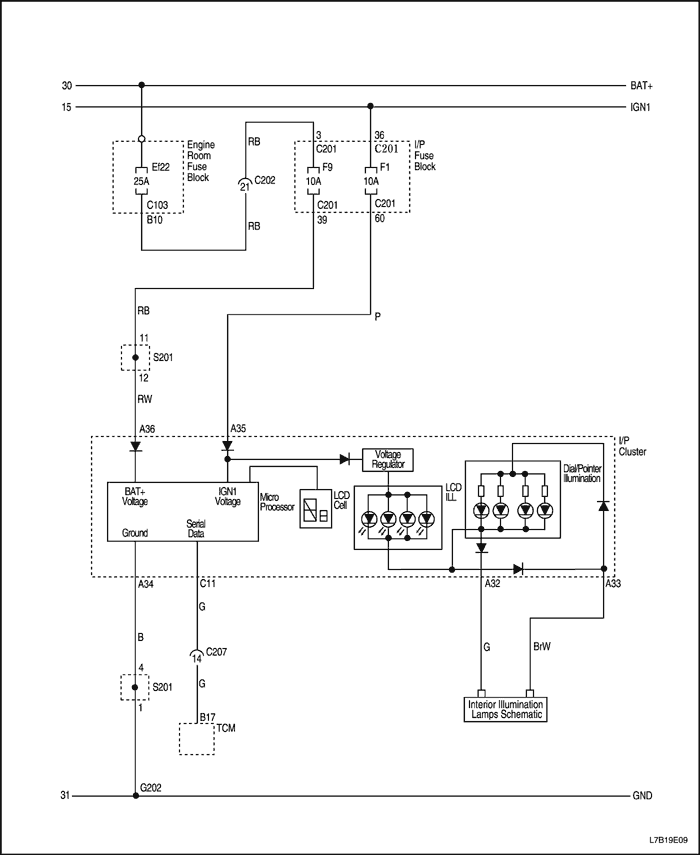 30
BAT+
15
IGN1
Engine
Room
Fuse
Block
Ef22
25A
C103
B10
RB
C202
21
RB
3
C201
F9
10A
C201
39
36
C201
F1
10A
C201
60
I/P
Fuse
Block
RB
P
11
S201
12
RW
A36
A35
I/P
Cluster
Voltage
Regulator
LCD
ILL
Dial/Pointer
Illumination
BAT+
Voltage
IGN1
Voltage
Micro
Processor
LCD
Cell
Ground
Serial
Data
A34
C11
A32
A33
G
B
C207
14
G
G
BrW
4
S201
1
B17
TCM
Interior Illumination
Lamps Schematic
G202
31
GND
L7B19E09